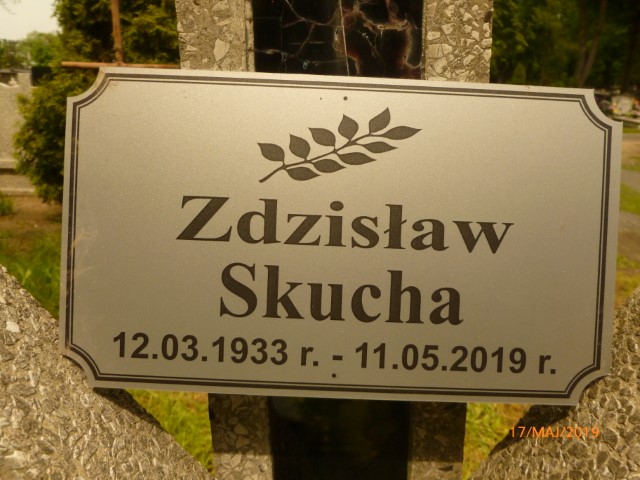 Zdzisław
Skucha
12.03.1933 r. - 11.05.2019 r.
17/MAJ/2019